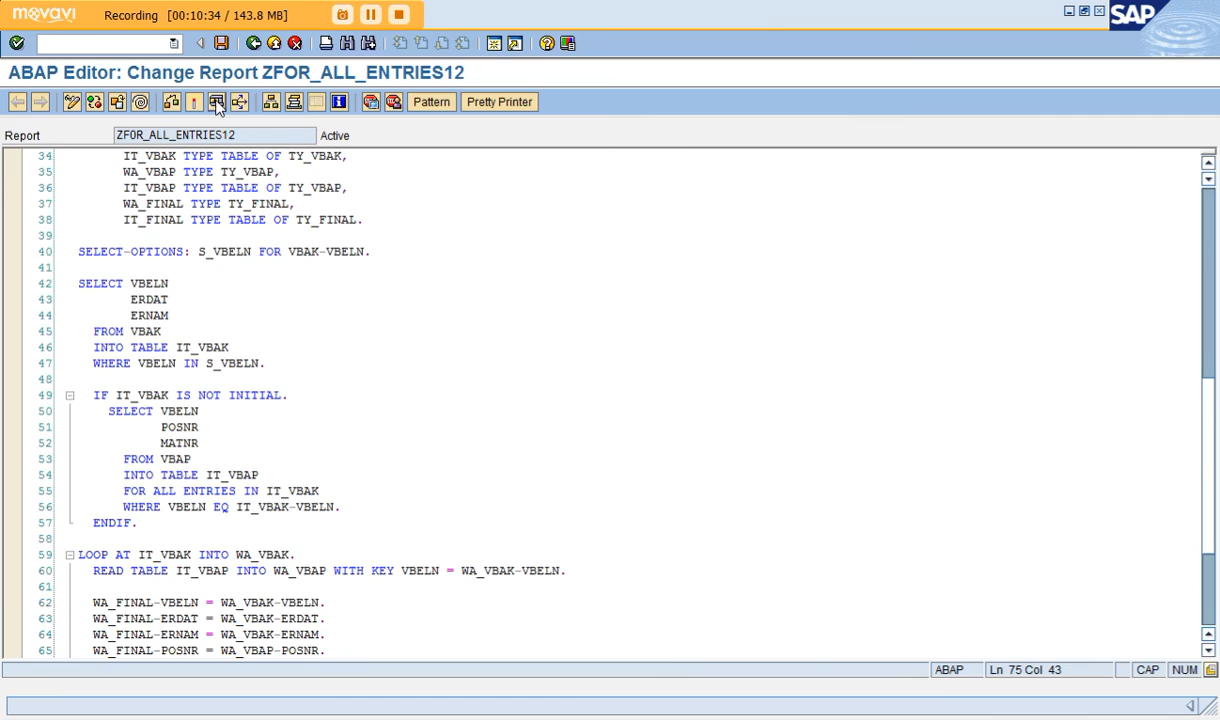 movavi Recording [00:10:34 / 143.8 MB]
SAP
ABAP Editor: Change Report ZFOR_ALL_ENTRIES12
Pattern Pretty Printer
Report ZFOR_ALL_ENTRIES12 Active
34 IT_VBAK TYPE TABLE OF TY_VBAK,
35 WA_VBAP TYPE TY_VBAP,
36 IT_VBAP TYPE TABLE OF TY_VBAP,
37 WA_FINAL TYPE TY_FINAL,
38 IT_FINAL TYPE TABLE OF TY_FINAL.
39
40 SELECT-OPTIONS: S_VBELN FOR VBAK-VBELN.
41
42 SELECT VBELN
43 ERDAT
44 ERNAM
45 FROM VBAK
46 INTO TABLE IT_VBAK
47 WHERE VBELN IN S_VBELN.
48
49 IF IT_VBAK IS NOT INITIAL.
50 SELECT VBELN
51 POSNR
52 MATNR
53 FROM VBAP
54 INTO TABLE IT_VBAP
55 FOR ALL ENTRIES IN IT_VBAK
56 WHERE VBELN EQ IT_VBAK-VBELN.
57 ENDIF.
58
59 LOOP AT IT_VBAK INTO WA_VBAK.
60 READ TABLE IT_VBAP INTO WA_VBAP WITH KEY VBELN = WA_VBAK-VBELN.
61
62 WA_FINAL-VBELN = WA_VBAK-VBELN.
63 WA_FINAL-ERDAT = WA_VBAK-ERDAT.
64 WA_FINAL-ERNAM = WA_VBAK-ERNAM.
65 WA_FINAL-POSNR = WA_VBAP-POSNR.
ABAP Ln 75 Col 43 CAP NUM